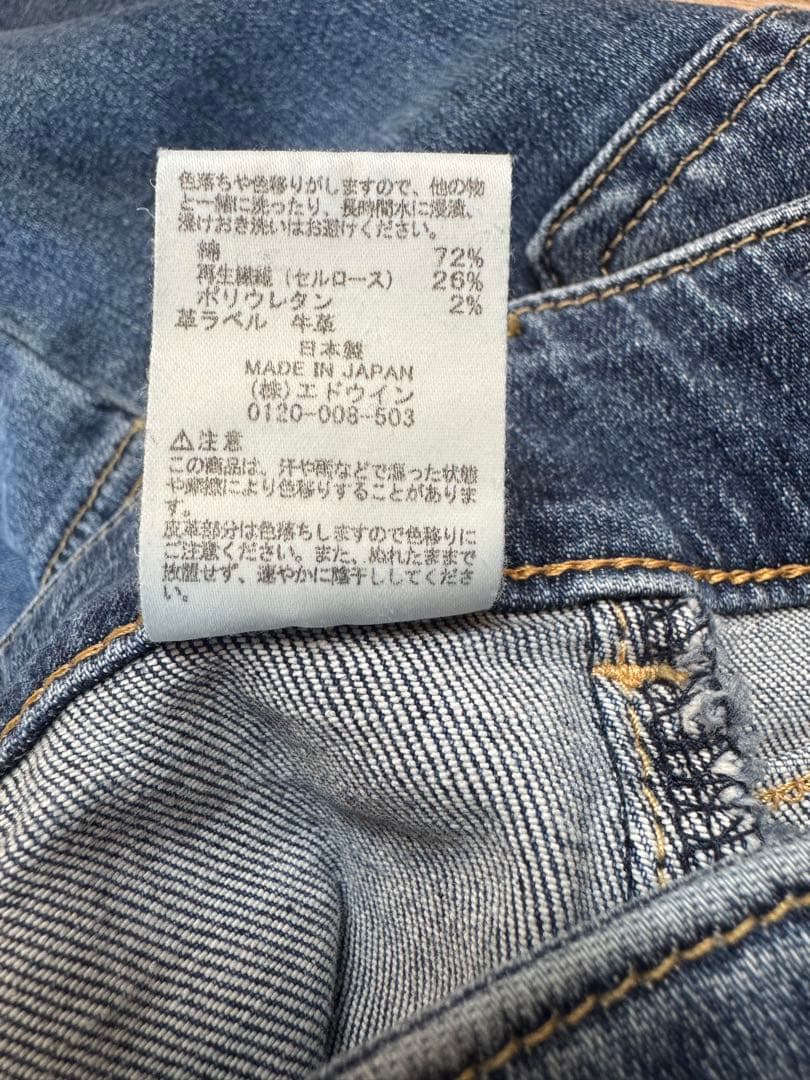 色落ちや色移りがしますので、他の物
と一緒に洗ったり、長時間水に浸漬、
浸けおき洗いはお避けください。
綿 72%
再生繊維（セルロース） 26%
ポリウレタン 2%
革ラベル 牛革
日本製
MADE IN JAPAN
(株)エドウイン
0120-008-503
⚠注意
この商品は、汗や雨などで湿った状態
や摩擦により色移りすることがありま
す。
皮革部分は色落ちしますので色移りに
ご注意ください。また、ぬれたままで
放置せず、速やかに陰干ししてくださ
い。